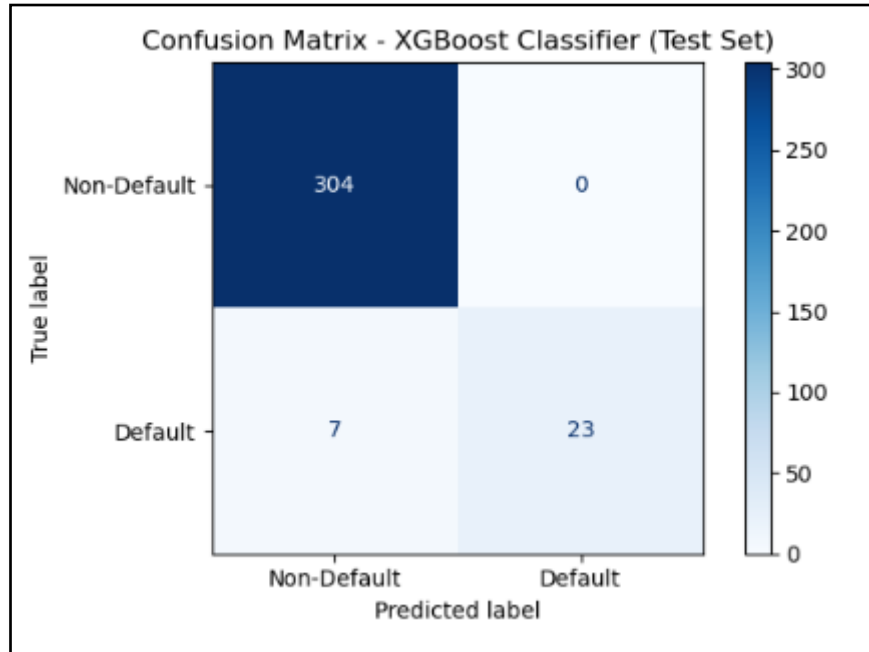 Confusion Matrix - XGBoost Classifier (Test Set)
300
250
200
150
100
50
0
True label
Non-Default
304
0
Default
7
23
Non-Default
Default
Predicted label